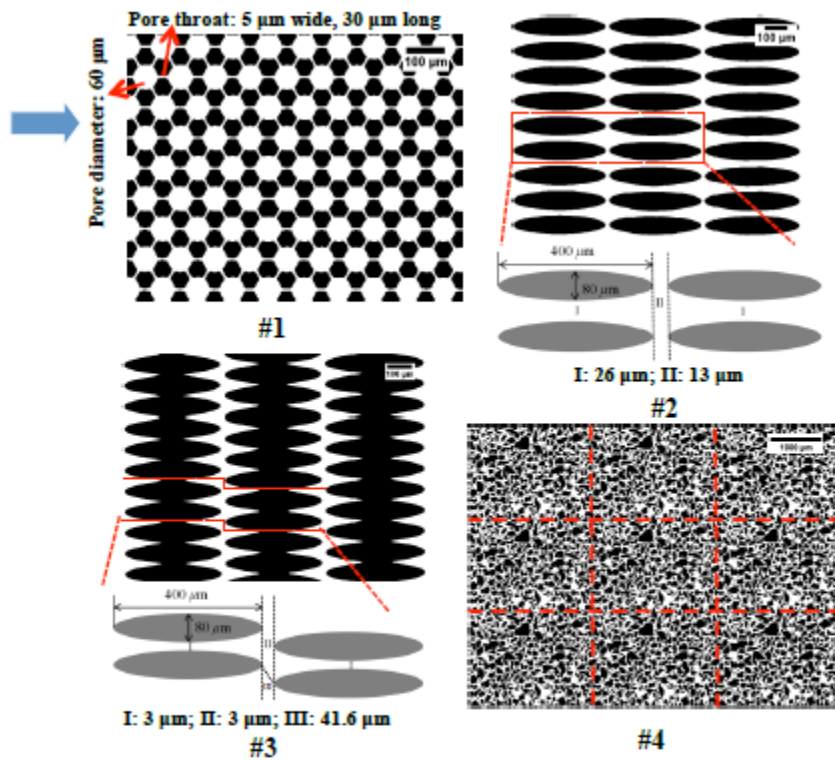 Pore throat: 5 μm wide, 30 μm long
100 μm
Pore diameter: 60 μm
#1
100 μm
400 μm
80 μm
II
I
I
I: 26 μm; II: 13 μm
#2
100 μm
400 μm
80 μm
II
I
I
III
I: 3 μm; II: 3 μm; III: 41.6 μm
#3
1000 μm
#4